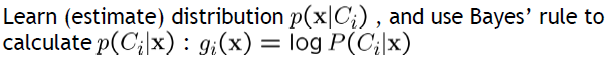 Learn (estimate) distribution p(x|C_i) , and use Bayes’ rule to
calculate p(C_i|x) : g_i(x) = log P(C_i|x)